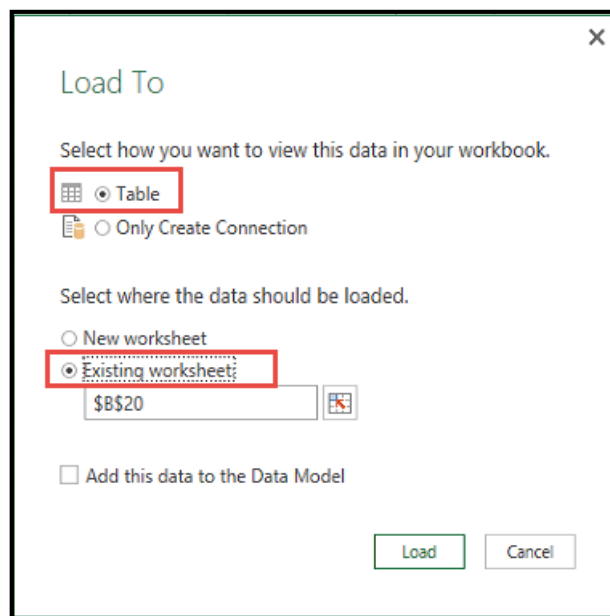 Load To
Select how you want to view this data in your workbook.
Table
Only Create Connection
Select where the data should be loaded.
New worksheet
Existing worksheet:
$B$20
Add this data to the Data Model
Load
Cancel